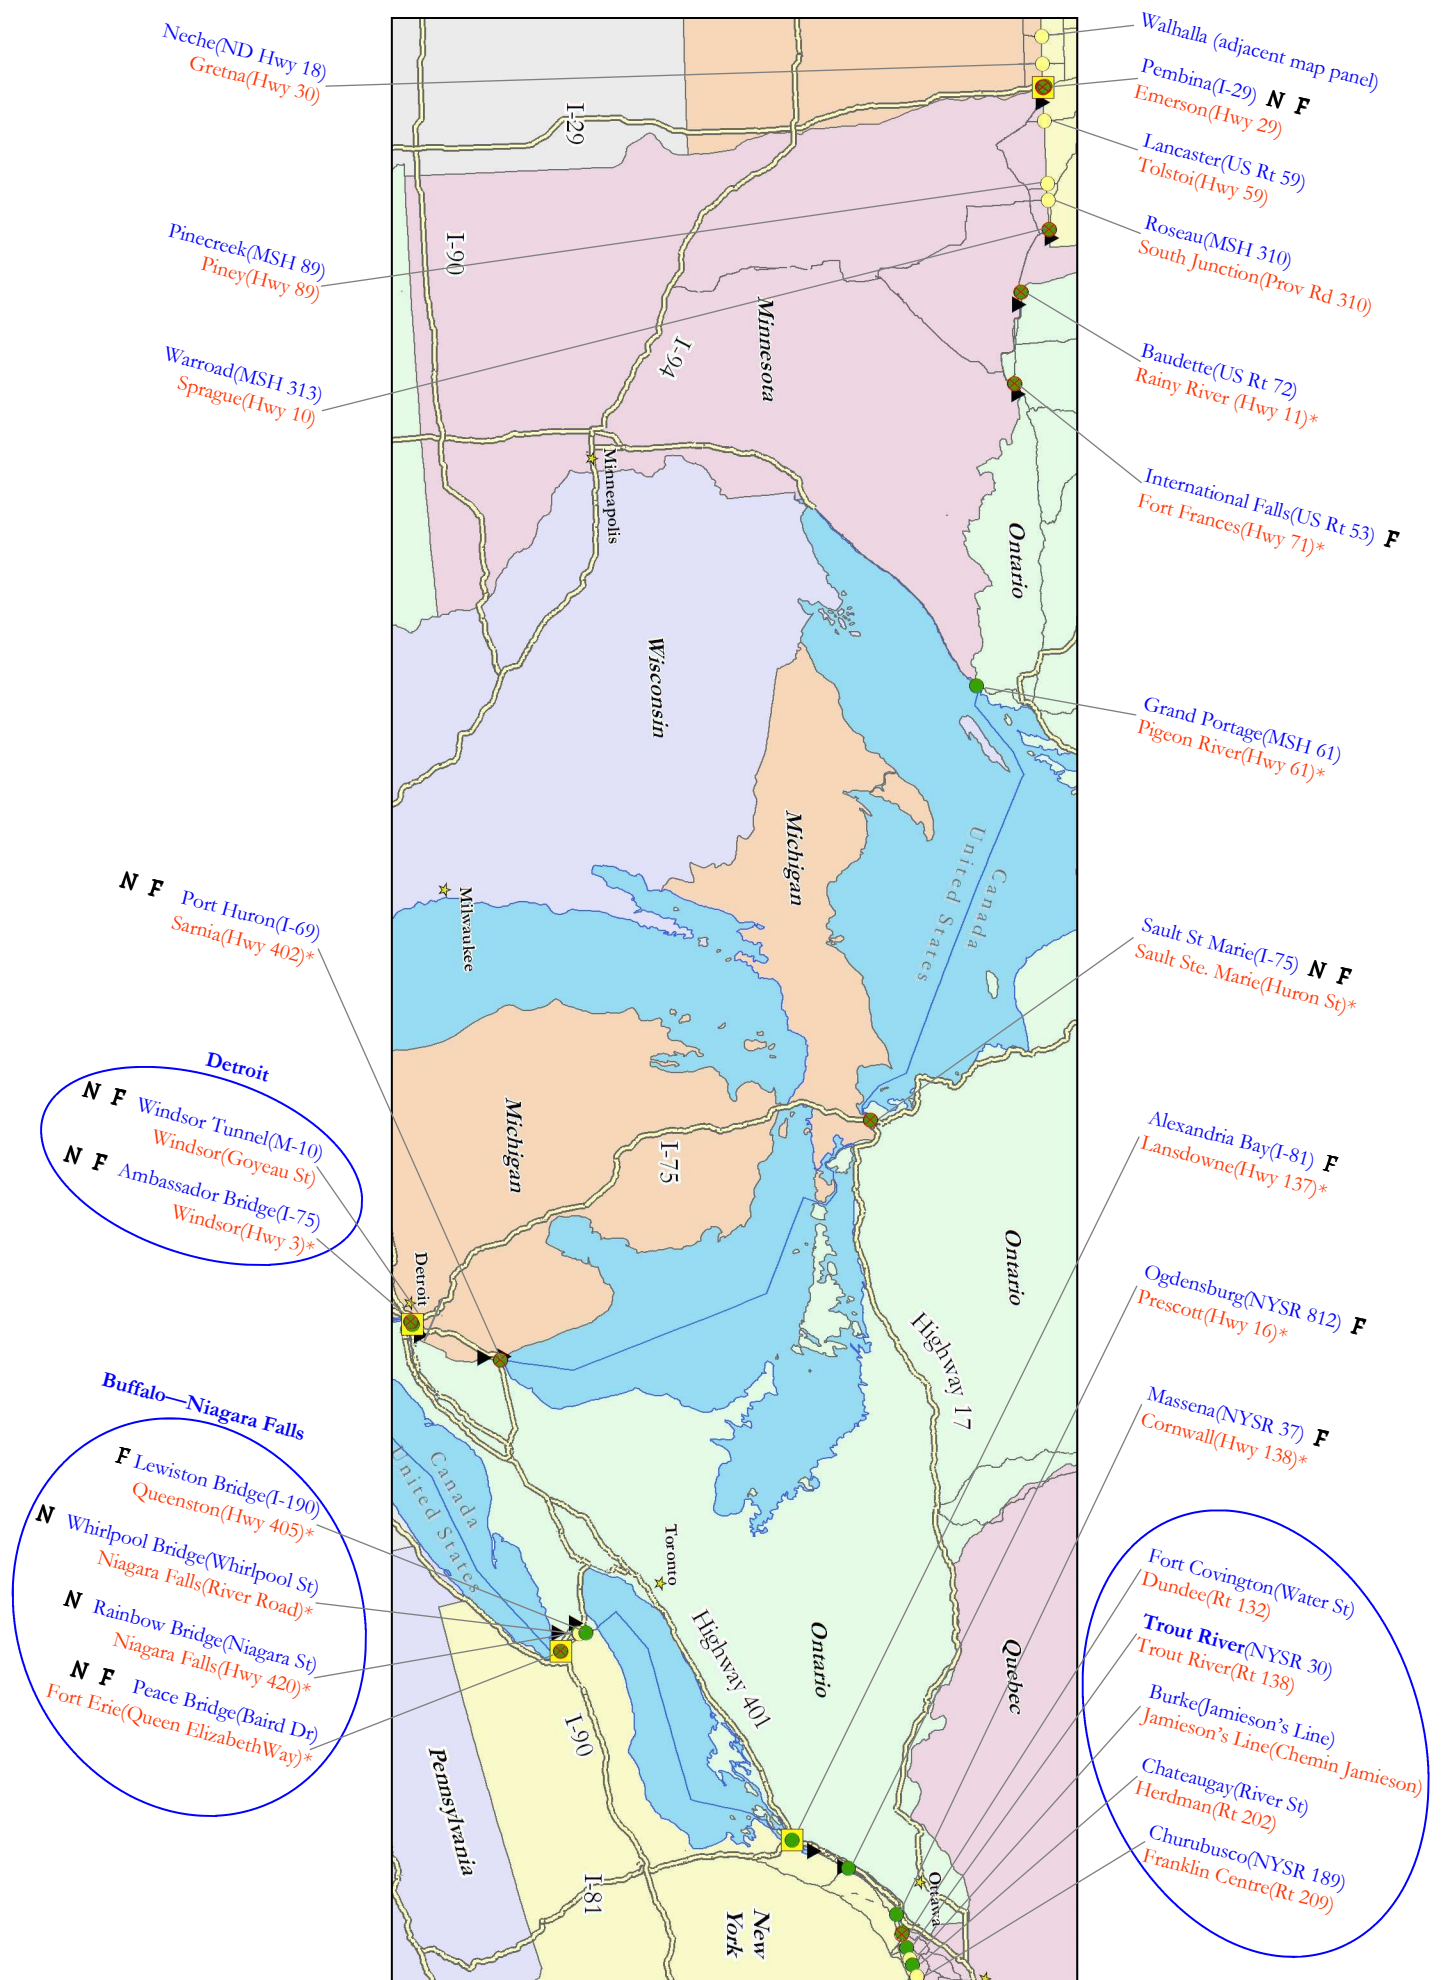 Neche(ND Hwy 18)
Gretna(Hwy 30)
Pinecreek(MSH 89)
Piney(Hwy 89)
Warroad(MSH 313)
Sprague(Hwy 10)
N F Port Huron(I-69)
Sarnia(Hwy 402)*
Detroit
N F Windsor Tunnel(M-10)
Windsor(Goyeau St)
N F Ambassador Bridge(I-75)
Windsor(Hwy 3)*
Buffalo—Niagara Falls
F Lewiston Bridge(I-190)
Queenston(Hwy 405)*
N Whirlpool Bridge(Whirlpool St)
Niagara Falls(River Road)*
N Rainbow Bridge(Niagara St)
Niagara Falls(Hwy 420)*
N F Peace Bridge(Baird Dr)
Fort Erie(Queen ElizabethWay)*
I-29
I-90
I-94
Minnesota
Minneapolis
Ontario
Wisconsin
Michigan
Milwaukee
Canada
United States
Michigan
I-75
Detroit
Ontario
Highway 17
Canada
United States
Toronto
Highway 401
Ontario
Quebec
I-90
Pennsylvania
I-81
New
York
Ottawa
Walhalla (adjacent map panel)
Pembina(I-29) N F
Emerson(Hwy 29)
Lancaster(US Rt 59)
Tolstoi(Hwy 59)
Roseau(MSH 310)
South Junction(Prov Rd 310)
Baudette(US Rt 72)
Rainy River (Hwy 11)*
International Falls(US Rt 53) F
Fort Frances(Hwy 71)*
Grand Portage(MSH 61)
Pigeon River(Hwy 61)*
Sault St Marie(I-75) N F
Sault Ste. Marie(Huron St)*
Alexandria Bay(I-81) F
Lansdowne(Hwy 137)*
Ogdensburg(NYSR 812) F
Prescott(Hwy 16)*
Massena(NYSR 37) F
Cornwall(Hwy 138)*
Fort Covington(Water St)
Dundee(Rt 132)
Trout River(NYSR 30)
Trout River(Rt 138)
Burke(Jamieson's Line)
Jamieson's Line(Chemin Jamieson)
Chateaugay(River St)
Herdman(Rt 202)
Churubusco(NYSR 189)
Franklin Centre(Rt 209)